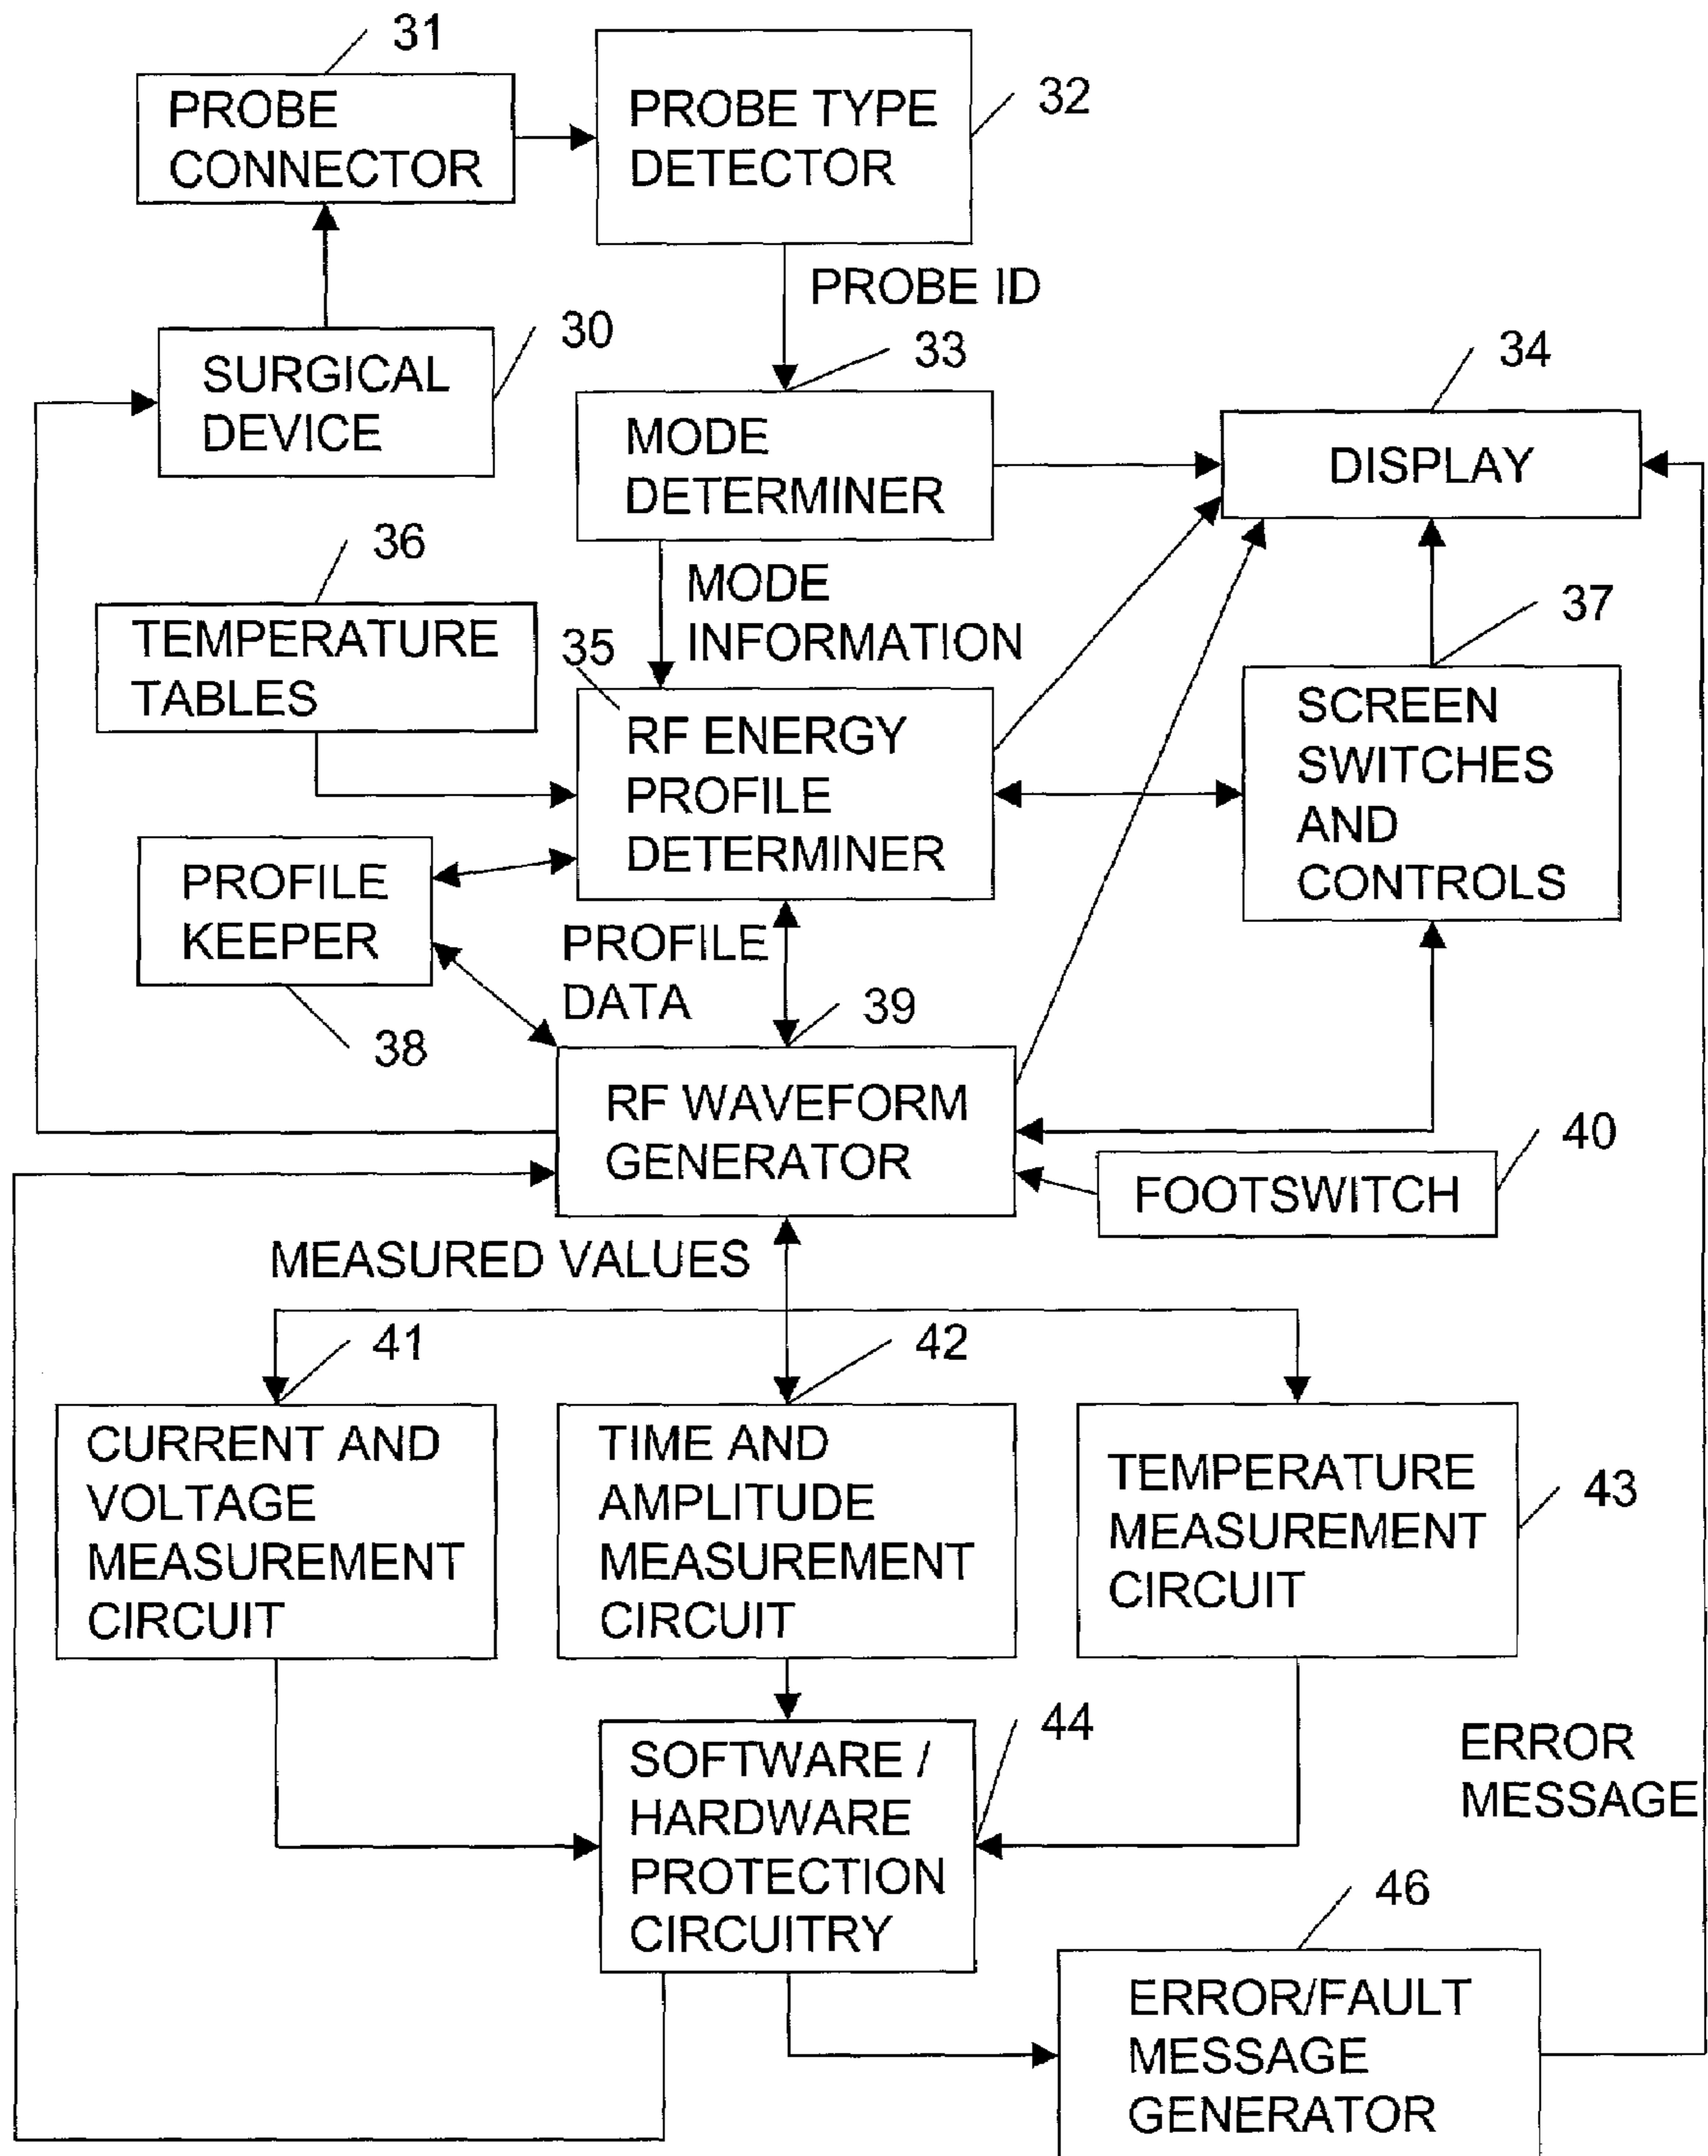 31
PROBE
CONNECTOR
PROBE TYPE
DETECTOR
32
PROBE ID
30
SURGICAL
DEVICE
33
MODE
DETERMINER
34
DISPLAY
36
TEMPERATURE
TABLES
MODE
INFORMATION
35
RF ENERGY
PROFILE
DETERMINER
37
SCREEN
SWITCHES
AND
CONTROLS
PROFILE
KEEPER
38
PROFILE
DATA
39
RF WAVEFORM
GENERATOR
40
FOOTSWITCH
MEASURED VALUES
41
CURRENT AND
VOLTAGE
MEASUREMENT
CIRCUIT
42
TIME AND
AMPLITUDE
MEASUREMENT
CIRCUIT
TEMPERATURE
MEASUREMENT
CIRCUIT
43
44
SOFTWARE /
HARDWARE
PROTECTION
CIRCUITRY
ERROR
MESSAGE
46
ERROR/FAULT
MESSAGE
GENERATOR